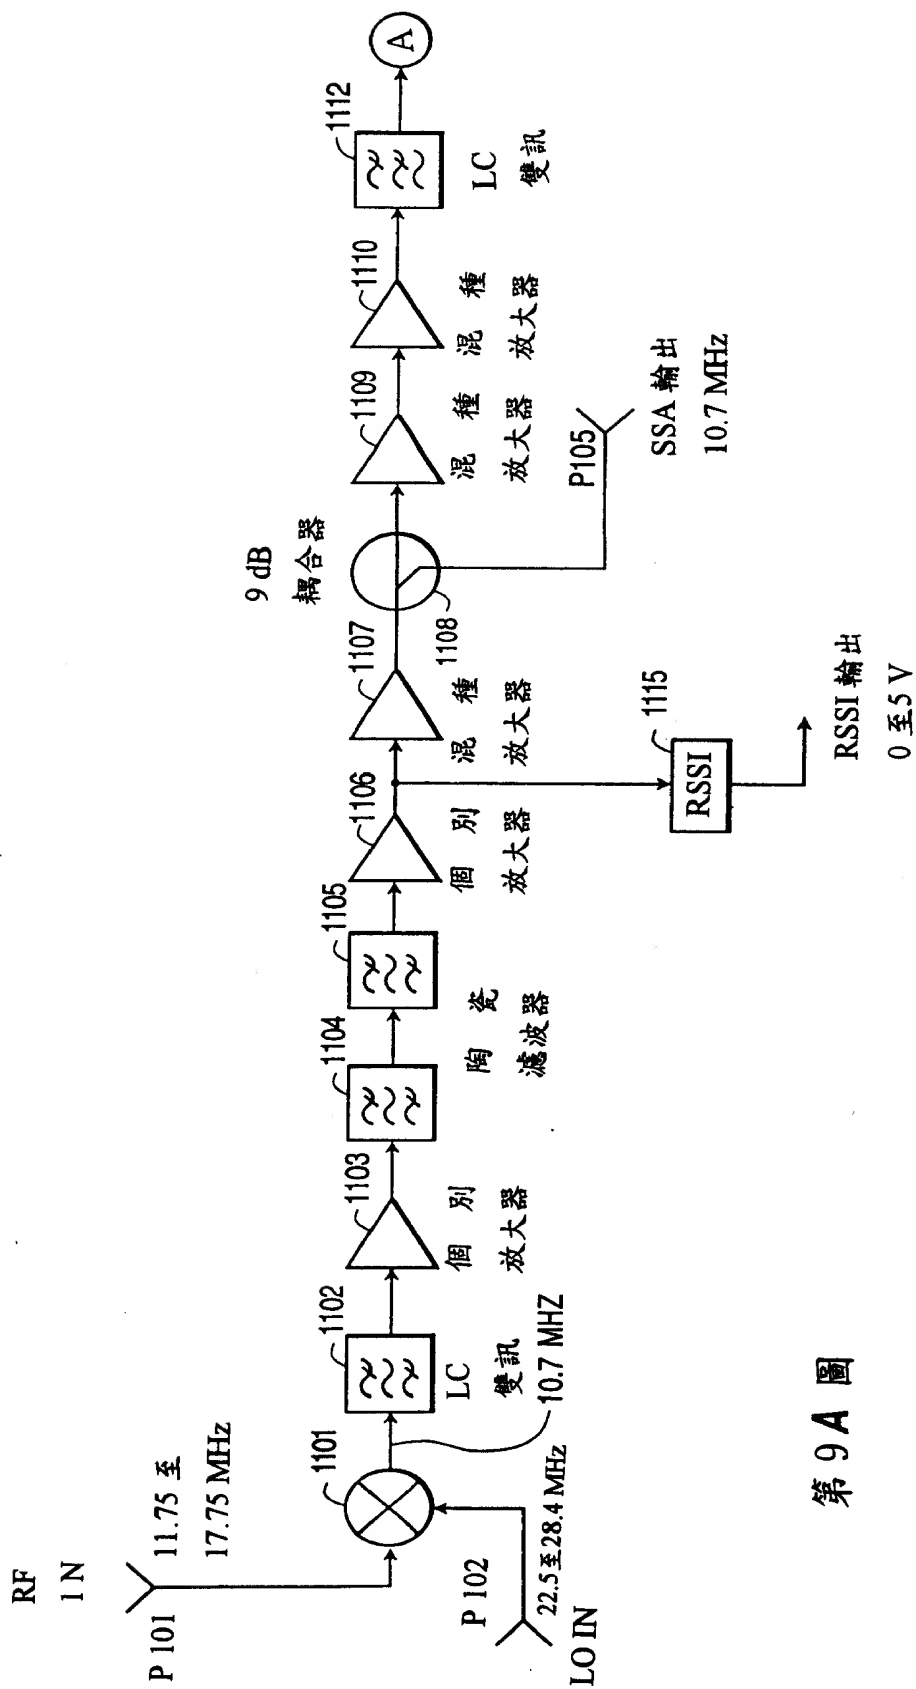 RF
1 N
P 101
11.75 至
17.75 MHz
1101
P 102
22.5至28.4 MHz
LO IN
10.7 MHZ
1102
LC
雙訊
1103
個 別
放大器
1104
1105
陶 瓷
濾波器
1106
個 別
放大器
1107
混 種
放大器
RSSI
1115
RSSI 輸出
0 至5 V
9 dB
耦合器
1108
P105
SSA 輸出
10.7 MHz
1109
混 種
放大器
1110
混 種
放大器
1112
LC
雙訊
A
第 9 A 圖